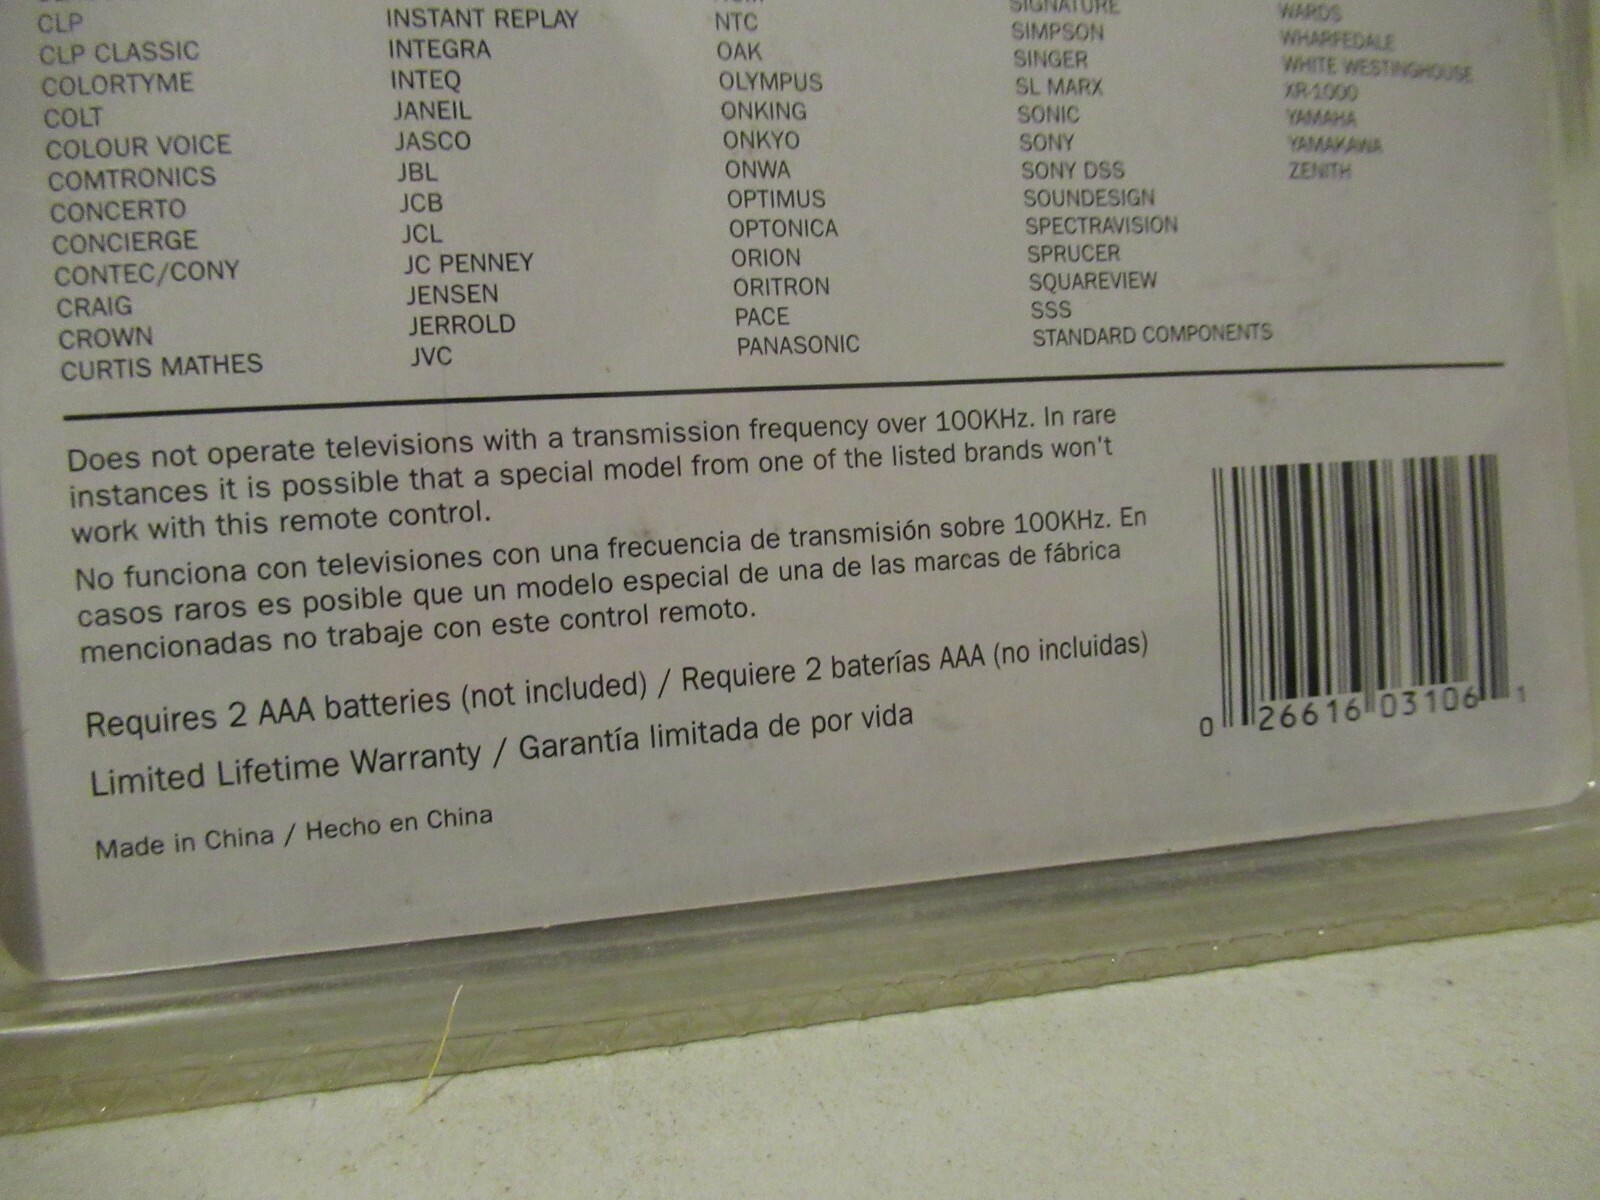 CLP
CLP CLASSIC
COLORTYME
COLT
COLOUR VOICE
COMTRONICS
CONCERTO
CONCIERGE
CONTEC/CONY
CRAIG
CROWN
CURTIS MATHES
INSTANT REPLAY
INTEGRA
INTEQ
JANEIL
JASCO
JBL
JCB
JCL
JC PENNEY
JENSEN
JERROLD
JVC
NTC
OAK
OLYMPUS
ONKING
ONKYO
ONWA
OPTIMUS
OPTONICA
ORION
ORITRON
PACE
PANASONIC
SIGNATURE
SIMPSON
SINGER
SL MARX
SONIC
SONY
SONY DSS
SOUNDESIGN
SPECTRAVISION
SPRUCER
SQUAREVIEW
SSS
STANDARD COMPONENTS
WARDS
WHARFEDALE
WHITE WESTINGHOUSE
XR-1000
YAMAHA
YAMAKAWA
ZENITH
Does not operate televisions with a transmission frequency over 100KHz. In rare
instances it is possible that a special model from one of the listed brands won't
work with this remote control.
No funciona con televisiones con una frecuencia de transmisión sobre 100KHz. En
casos raros es posible que un modelo especial de una de las marcas de fábrica
mencionadas no trabaje con este control remoto.
Requires 2 AAA batteries (not included) / Requiere 2 baterías AAA (no incluidas)
Limited Lifetime Warranty / Garantía limitada de por vida
Made in China / Hecho en China
0 26616 03106 1